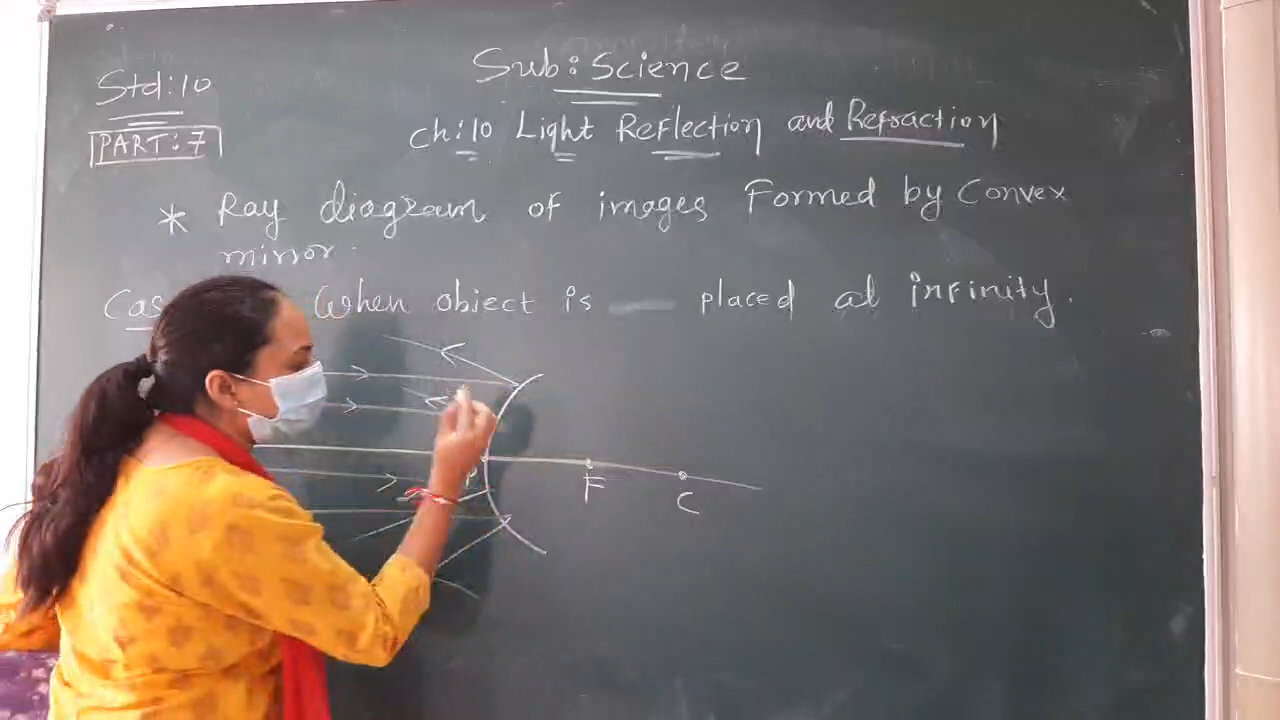 Sub: Science
Std: 10
PART: 7
Ch: 10 Light Reflection and Refraction
* Ray diagram of images Formed by Convex
mirror.
When object is placed at infinity.
F
C